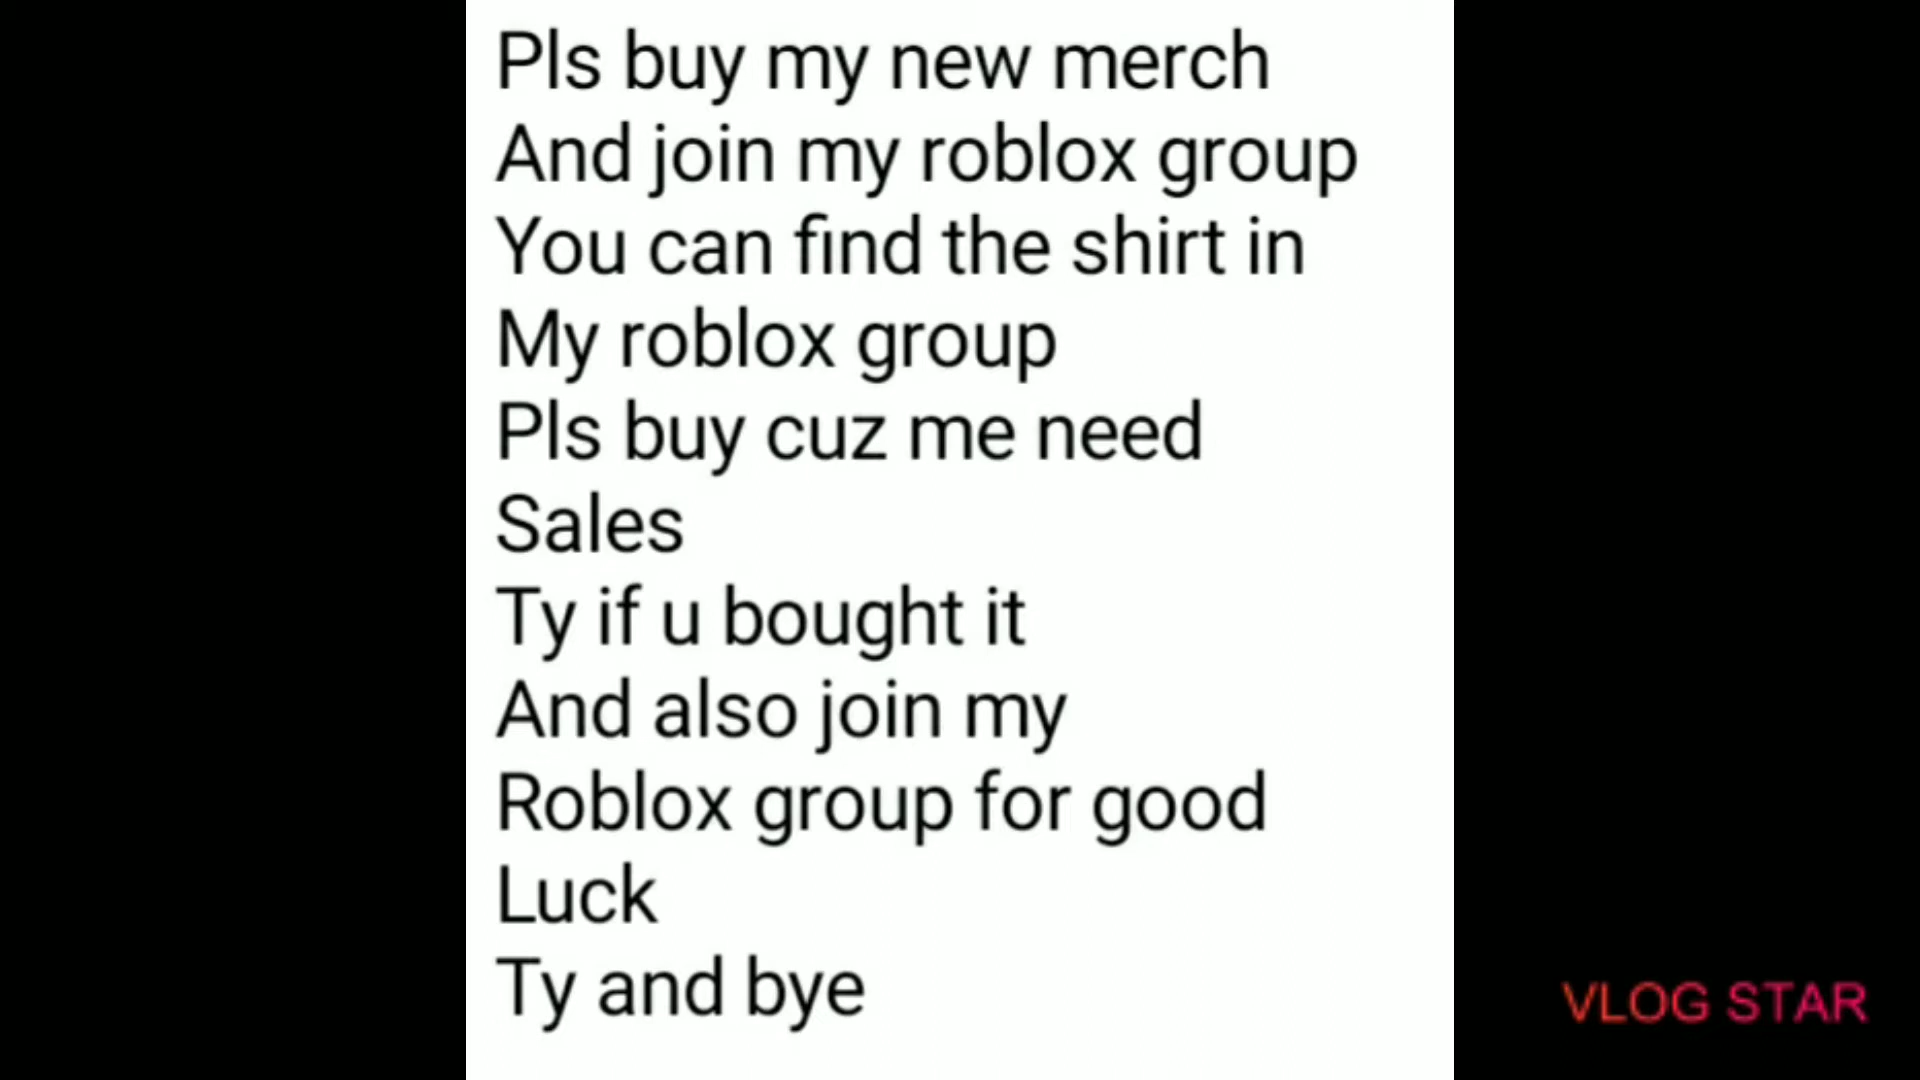 Pls buy my new merch
And join my roblox group
You can find the shirt in
My roblox group
Pls buy cuz me need
Sales
Ty if u bought it
And also join my
Roblox group for good
Luck
Ty and bye
VLOG STAR